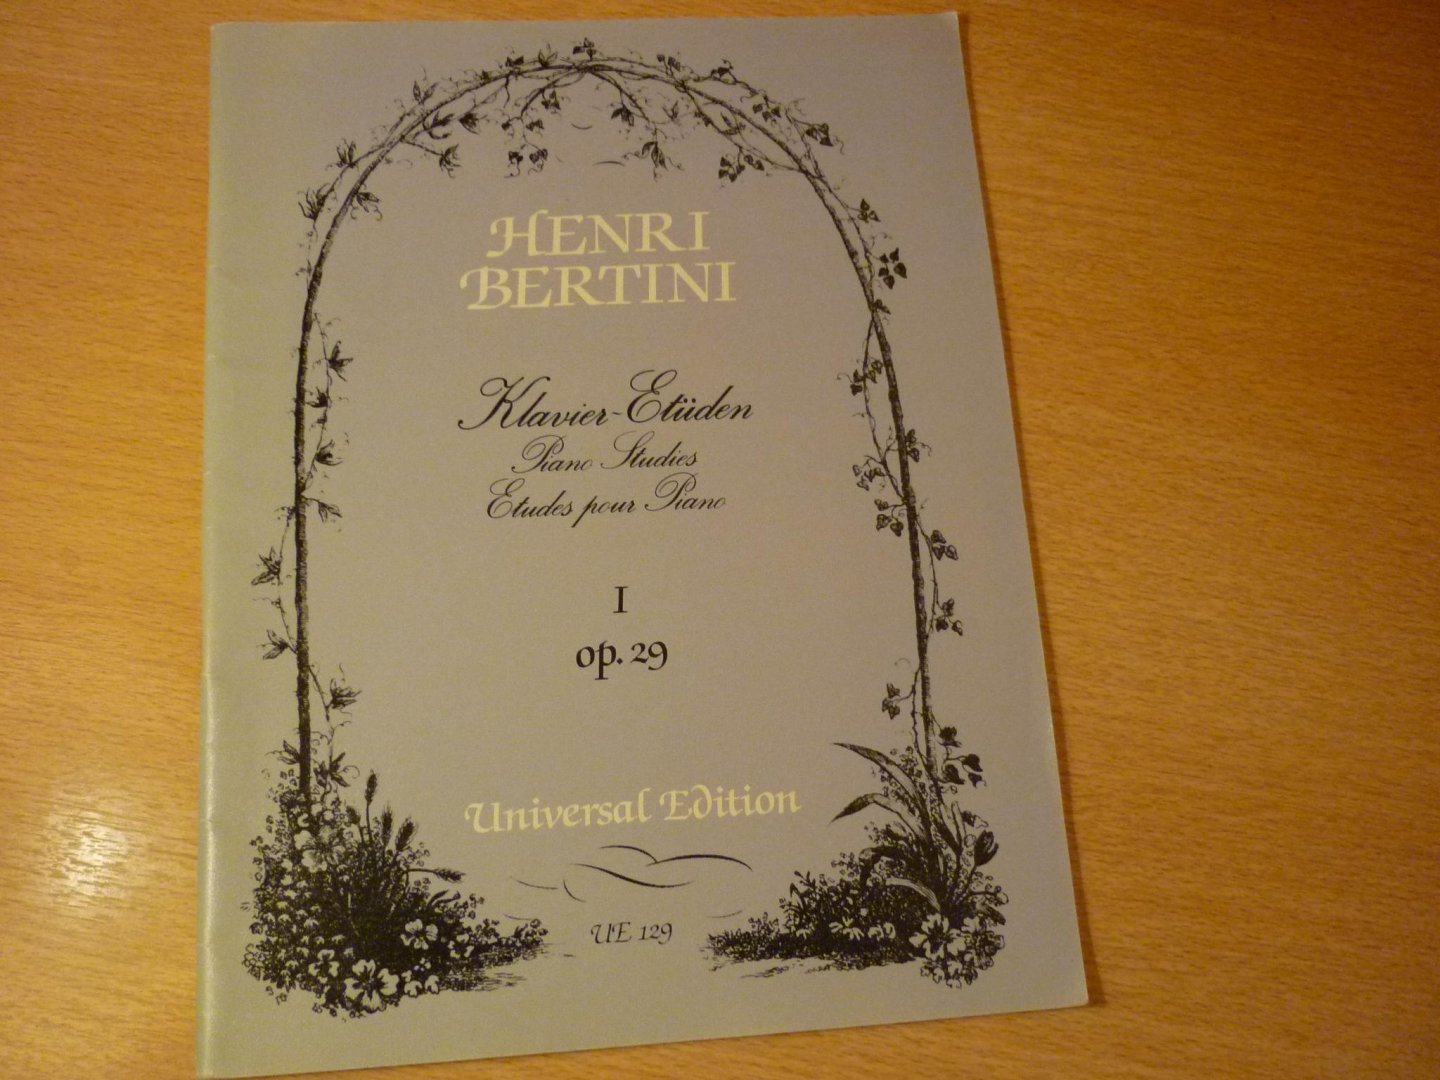 HENRI
BERTINI
Klavier-Etüden
Piano Studies
Etudes pour Piano
I
op. 29
Universal Edition
UE 129